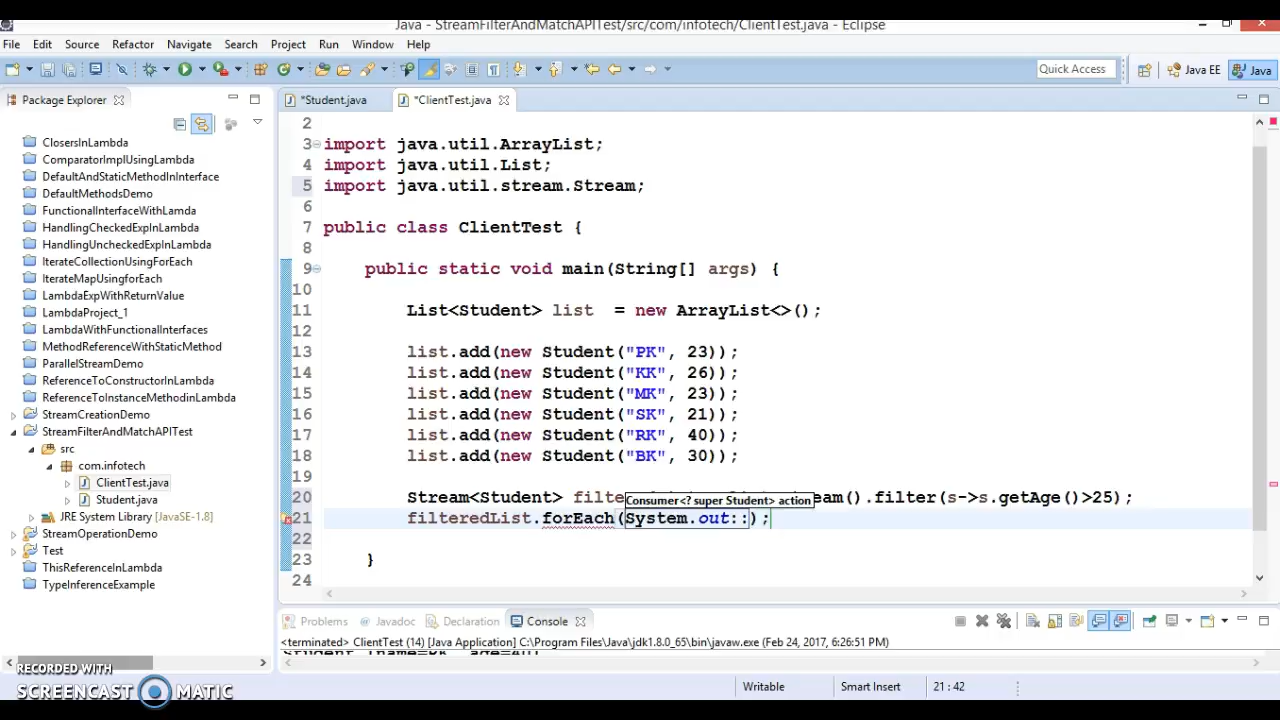 Java - StreamFilterAndMatchAPITest/src/com/infotech/ClientTest.java - Eclipse
File Edit Source Refactor Navigate Search Project Run Window Help
Quick Access
Java EE
Java
Package Explorer
*Student.java
*ClientTest.java
ClosersInLambda
ComparatorImplUsingLambda
DefaultAndStaticMethodInInterface
DefaultMethodsDemo
FunctionalInterfaceWithLamda
HandlingCheckedExpInLambda
HandlingUncheckedExpInLambda
IterateCollectionUsingForEach
IterateMapUsingforEach
LambdaExpWithReturnValue
LambdaProject_1
LambdaWithFunctionalInterfaces
MethodReferenceWithStaticMethod
ParallelStreamDemo
ReferenceToConstructorInLambda
ReferenceToInstanceMethodinLambda
StreamCreationDemo
StreamFilterAndMatchAPITest
src
com.infotech
ClientTest.java
Student.java
JRE System Library [JavaSE-1.8]
StreamOperationDemo
Test
ThisReferenceInLambda
TypeInferenceExample
2
3 import java.util.ArrayList;
4 import java.util.List;
5 import java.util.stream.Stream;
6
7 public class ClientTest {
8
9 public static void main(String[] args) {
10
11 List<Student> list = new ArrayList<>();
12
13 list.add(new Student("PK", 23));
14 list.add(new Student("KK", 26));
15 list.add(new Student("MK", 23));
16 list.add(new Student("SK", 21));
17 list.add(new Student("RK", 40));
18 list.add(new Student("BK", 30));
19
Consumer<? super Student> action
20 Stream<Student> filte eam().filter(s->s.getAge()>25);
21 filteredList.forEach(System.out::);
22
23 }
24
Problems Javadoc Declaration Console
<terminated> ClientTest (14) [Java Application] C:\Program Files\Java\jdk1.8.0_65\bin\javaw.exe (Feb 24, 2017, 6:26:51 PM)
RECORDED WITH
SCREENCAST MATIC
Writable
Smart Insert
21 : 42